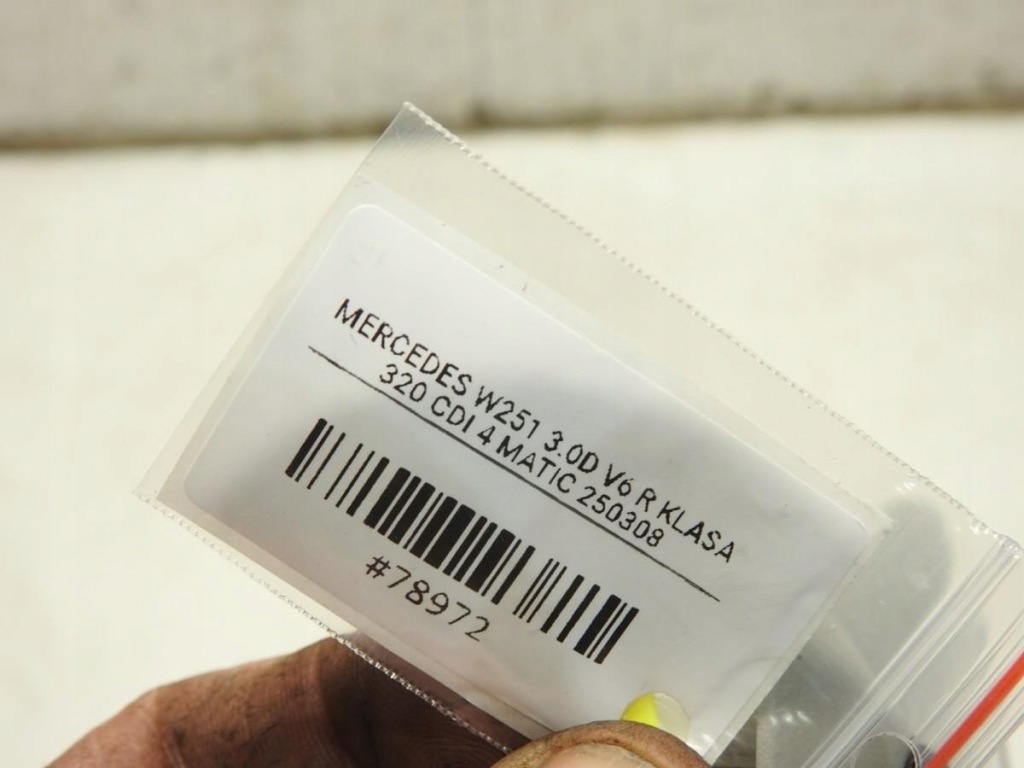 MERCEDES W251 3.0D V6 R KLASA
320 CDI 4 MATIC 250308
#78972